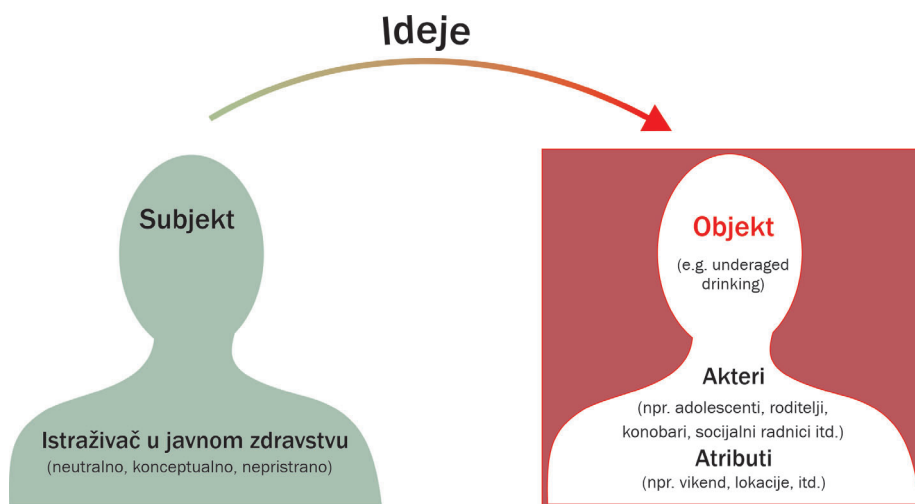 Ideje
Subjekt
Istraživač u javnom zdravstvu
(neutralno, konceptualno, nepristrano)
Objekt
(e.g. underaged
drinking)
Akteri
(npr. adolescenti, roditelji,
konobari, socijalni radnici itd.)
Atributi
(npr. vikend, lokacije, itd.)